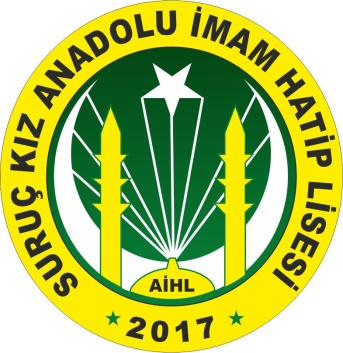 SURUÇ KIZ ANADOLU İMAM HATİP LİSESİ
AİHL
2017